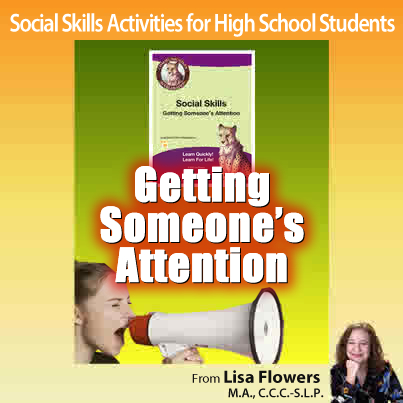 Social Skills Activities for High School Students
Social Skills
Getting Someone's Attention
Learn Quickly!
Learn For Life!
Getting
Someone's
Attention
From Lisa Flowers
M.A., C.C.C.-S.L.P.